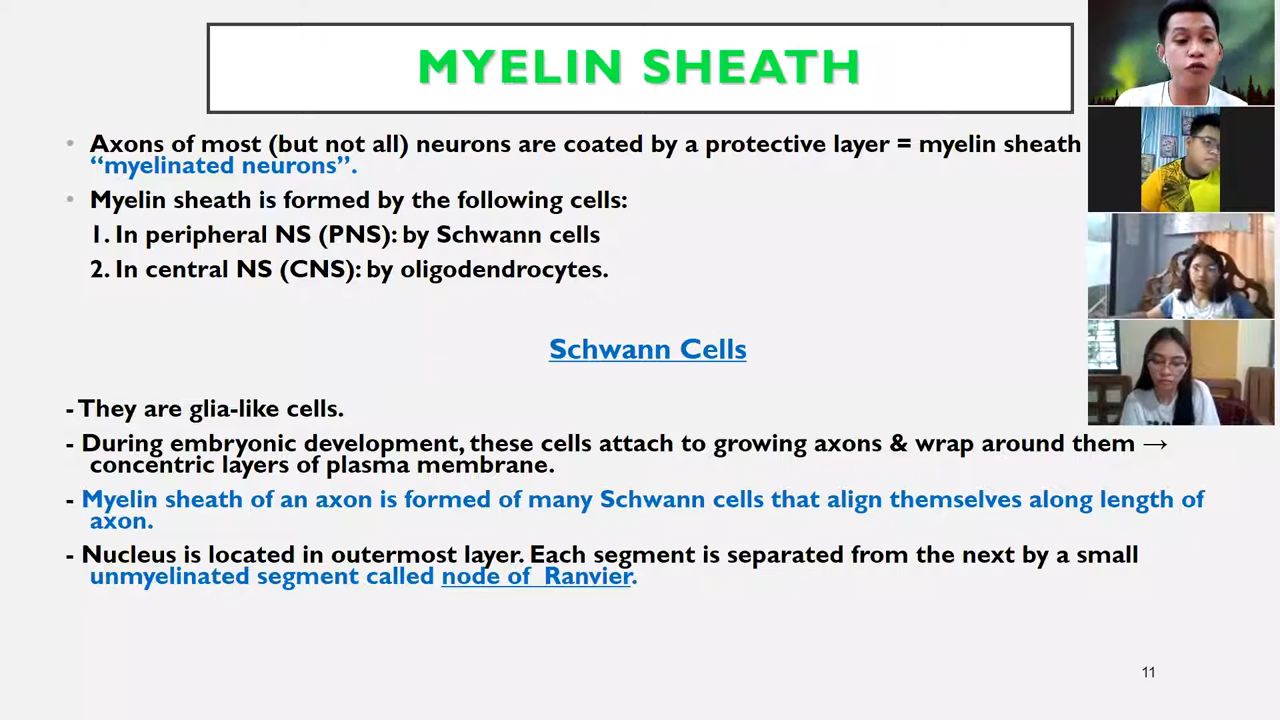 MYELIN SHEATH
• Axons of most (but not all) neurons are coated by a protective layer = myelin sheath
“myelinated neurons”.
• Myelin sheath is formed by the following cells:
1. In peripheral NS (PNS): by Schwann cells
2. In central NS (CNS): by oligodendrocytes.
Schwann Cells
- They are glia-like cells.
- During embryonic development, these cells attach to growing axons & wrap around them →
concentric layers of plasma membrane.
- Myelin sheath of an axon is formed of many Schwann cells that align themselves along length of
axon.
- Nucleus is located in outermost layer. Each segment is separated from the next by a small
unmyelinated segment called node of Ranvier.
11